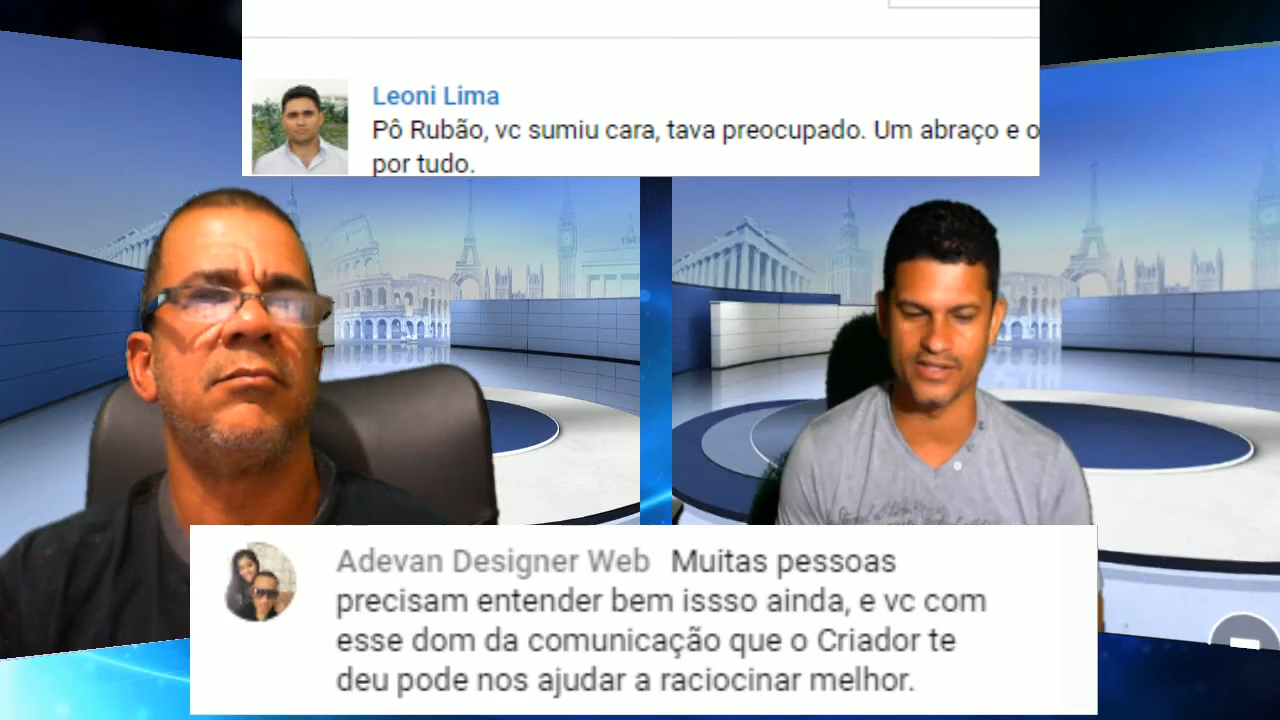 Leoni Lima
Pô Rubão, vc sumiu cara, tava preocupado. Um abraço e o
por tudo.
Adevan Designer Web Muitas pessoas
precisam entender bem issso ainda, e vc com
esse dom da comunicação que o Criador te
deu pode nos ajudar a raciocinar melhor.